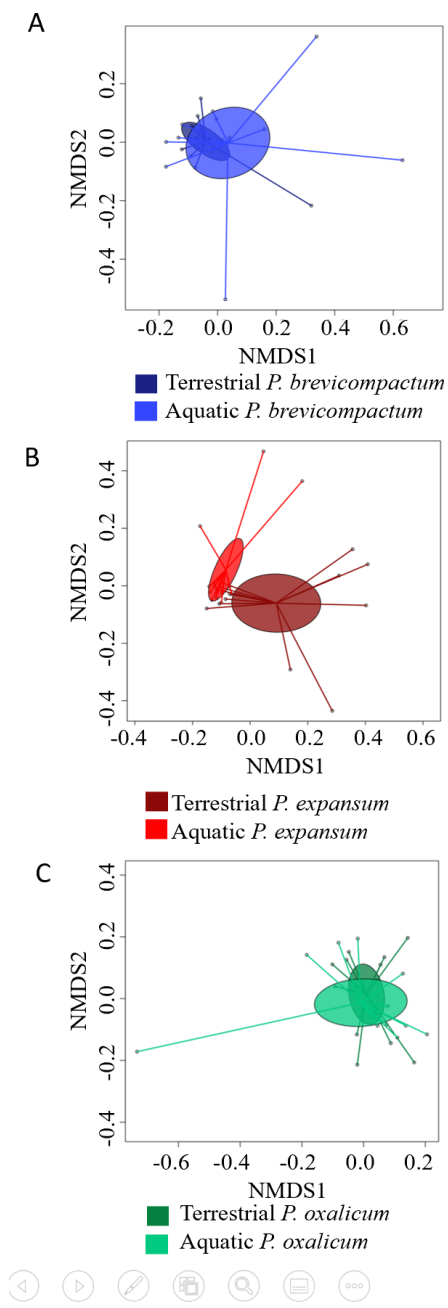 A
0.2
0.0
-0.2
-0.4
NMDS2
-0.2 0.0 0.2 0.4 0.6
NMDS1
Terrestrial P. brevicompactum
Aquatic P. brevicompactum
B
0.4
0.2
0.0
-0.2
-0.4
NMDS2
-0.4 -0.2 0.0 0.2 0.4 0.6
NMDS1
Terrestrial P. expansum
Aquatic P. expansum
C
0.4
0.2
0.0
-0.2
-0.4
NMDS2
-0.6 -0.4 -0.2 0.0 0.2
NMDS1
Terrestrial P. oxalicum
Aquatic P. oxalicum